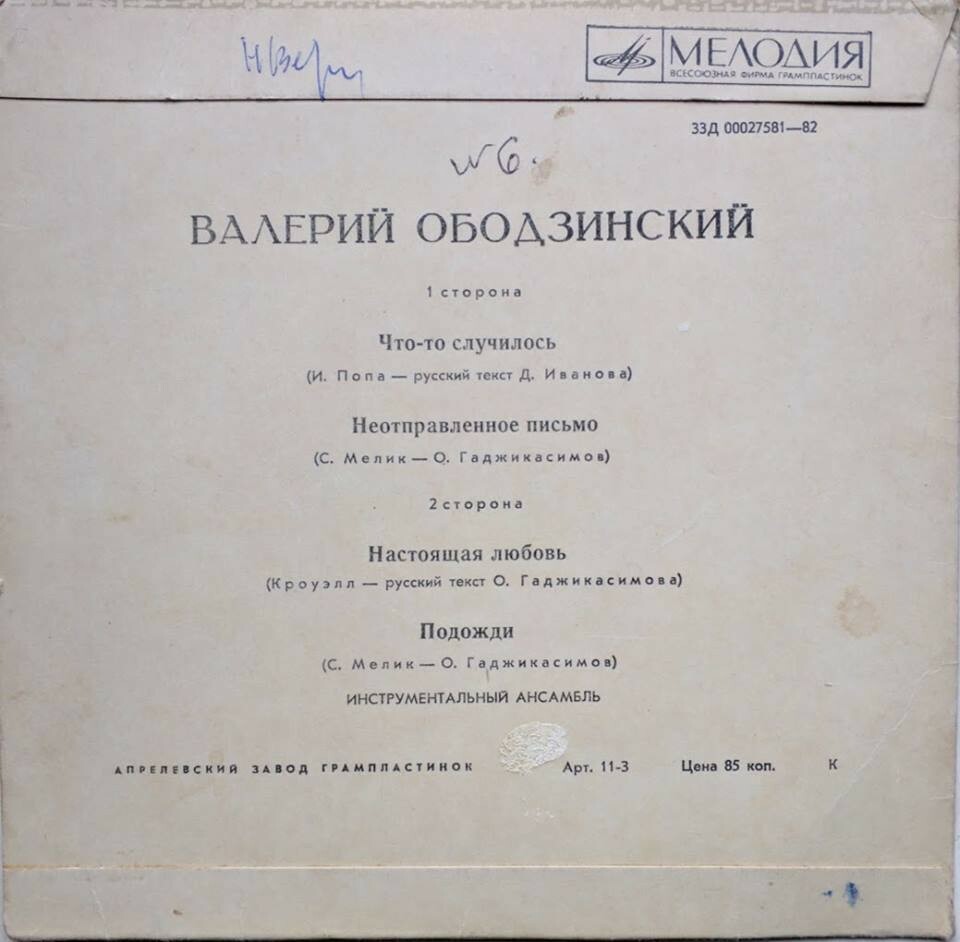 МЕЛОДИЯ
ВСЕСОЮЗНАЯ ФИРМА ГРАМПЛАСТИНОК
33Д 00027581—82
№ 6.
ВАЛЕРИЙ ОБОДЗИНСКИЙ
1 сторона
Что-то случилось
(И. Попа — русский текст Д. Иванова)
Неотправленное письмо
(С. Мелик — О. Гаджикасимов)
2 сторона
Настоящая любовь
(Кроуэлл — русский текст О. Гаджикасимова)
Подожди
(С. Мелик — О. Гаджикасимов)
ИНСТРУМЕНТАЛЬНЫЙ АНСАМБЛЬ
АПРЕЛЕВСКИЙ ЗАВОД ГРАМПЛАСТИНОК Арт. 11-3 Цена 85 коп. К